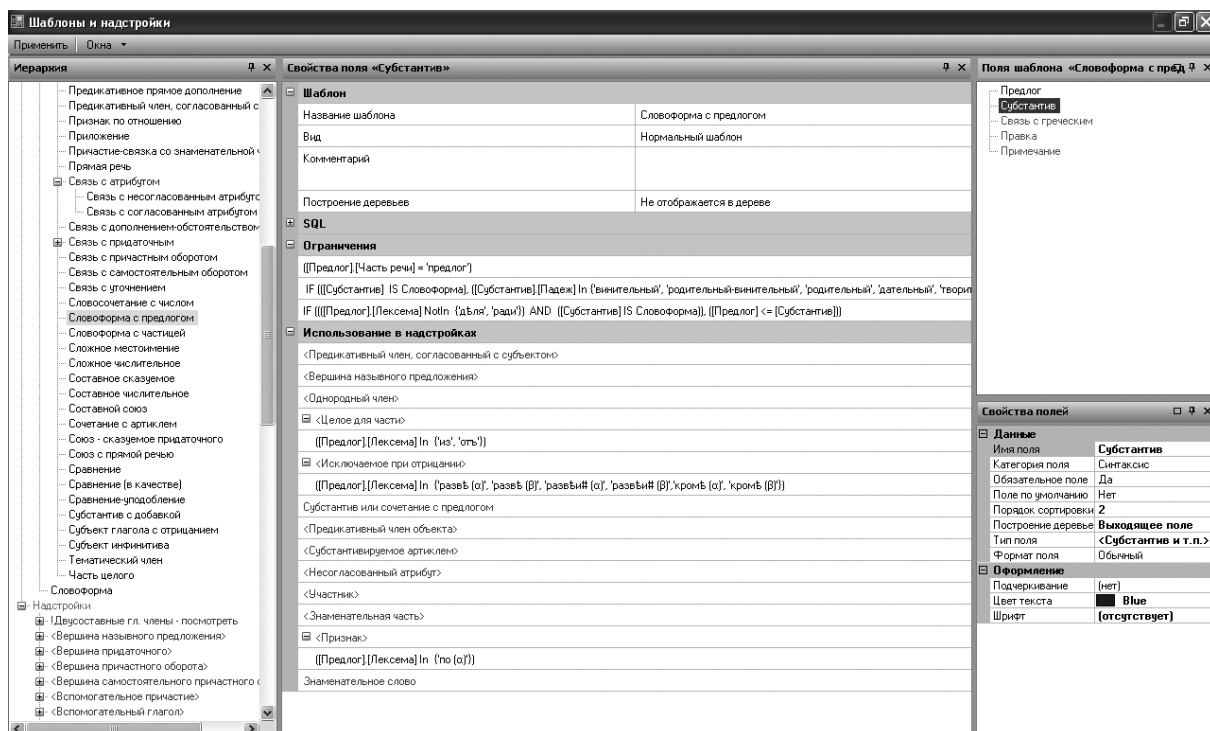 Шаблоны и надстройки
Применить Окна
Иерархия
Предикативное прямое дополнение
Предикативный член, согласованный с
Признак по отношению
Приложение
Причастие-связка со знаменательной ч
Прямая речь
Связь с атрибутом
Связь с несогласованным атрибутс
Связь с согласованным атрибутом
Связь с дополнением-обстоятельством
Связь с придаточным
Связь с причастным оборотом
Связь с самостоятельным оборотом
Связь с уточнением
Словосочетание с числом
Словоформа с предлогом
Словоформа с частицей
Сложное местоимение
Сложное числительное
Составное сказуемое
Составное числительное
Составной союз
Сочетание с артиклем
Союз - сказуемое придаточного
Союз с прямой речью
Сравнение
Сравнение (в качестве)
Сравнение-уподобление
Субстантив с добавкой
Субъект глагола с отрицанием
Субъект инфинитива
Тематический член
Часть целого
Словоформа
Надстройки
!Двусоставные гл. члены - посмотреть
<Вершина назывного предложения>
<Вершина придаточного>
<Вершина причастного оборота>
<Вершина самостоятельного причастного о
<Вспомогательное причастие>
<Вспомогательный глагол>
Свойства поля «Субстантив»
Шаблон
Название шаблона Словоформа с предлогом
Вид Нормальный шаблон
Комментарий
Построение деревьев Не отображается в дереве
SQL
Ограничения
([Предлог].[Часть речи] = 'предлог')
IF (([Субстантив] IS Словоформа), ([Субстантив].[Падеж] In {'винительный', 'родительный-винительный', 'родительный', 'дательный', 'творит
IF ((([Предлог].[Лексема] NotIn {'дѣля', 'ради'}) AND ([Субстантив] IS Словоформа)), ([Предлог] <= [Субстантив]))
Использование в надстройках
<Предикативный член, согласованный с субъектом>
<Вершина назывного предложения>
<Однородный член>
<Целое для части>
([Предлог].[Лексема] In {'из', 'отъ'})
<Исключаемое при отрицании>
([Предлог].[Лексема] In {'развѣ (α)', 'развѣ (β)', 'развѣи# (α)', 'развѣи# (β)','кромѣ (α)', 'кромѣ (β)'})
Субстантив или сочетание с предлогом
<Предикативный член объекта>
<Субстантивируемое артиклем>
<Несогласованный атрибут>
<Участник>
<Знаменательная часть>
<Признак>
([Предлог].[Лексема] In {'по (α)'})
Знаменательное слово
Поля шаблона «Словоформа с пред
Предлог
Субстантив
Связь с греческим
Правка
Примечание
Свойства полей
Данные
Имя поля Субстантив
Категория поля Синтаксис
Обязательное поле Да
Поле по умолчанию Нет
Порядок сортировки 2
Построение деревье Выходящее поле
Тип поля <Субстантив и т.п.>
Формат поля Обычный
Оформление
Подчеркивание (нет)
Цвет текста Blue
Шрифт (отсутствует)